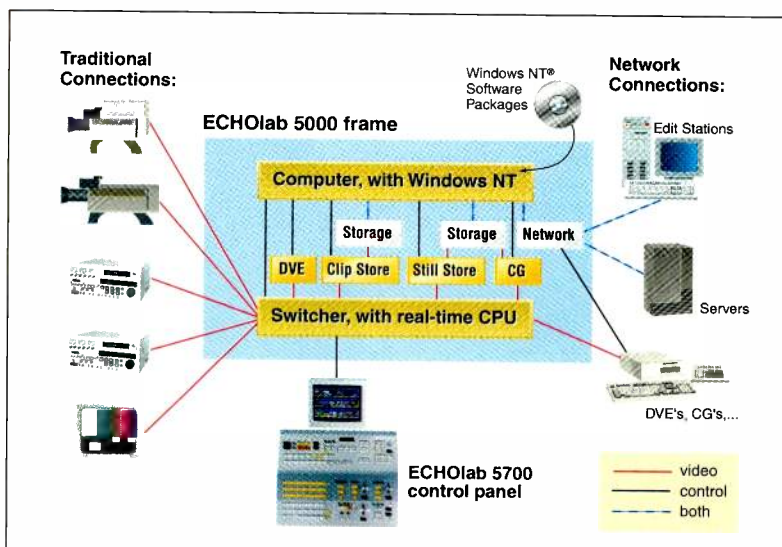 Traditional
Connections:
Windows NT®
Software
Packages
Network
Connections:
ECHOlab 5000 frame
Edit Stations
Computer, with Windows NT
Storage
Storage
Network
DVE
Clip Store
Still Store
CG
Switcher, with real-time CPU
Servers
DVE's, CG's,...
ECHOlab 5700
control panel
video
control
both